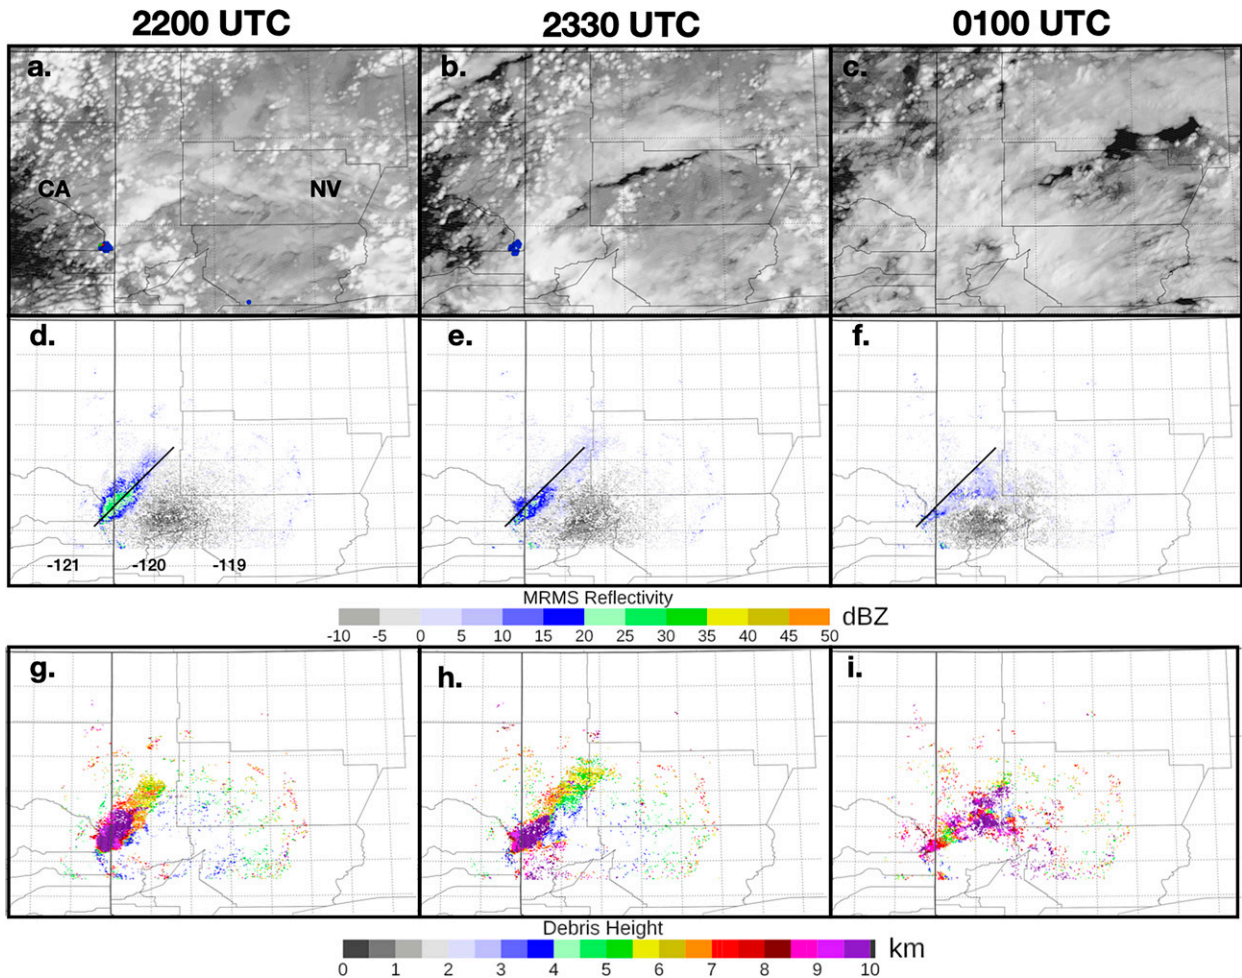 2200 UTC 2330 UTC 0100 UTC
a. b. c.
CA NV
d. e. f.
-121 -120 -119
MRMS Reflectivity
dBZ
-10 -5 0 5 10 15 20 25 30 35 40 45 50
g. h. i.
Debris Height
km
0 1 2 3 4 5 6 7 8 9 10